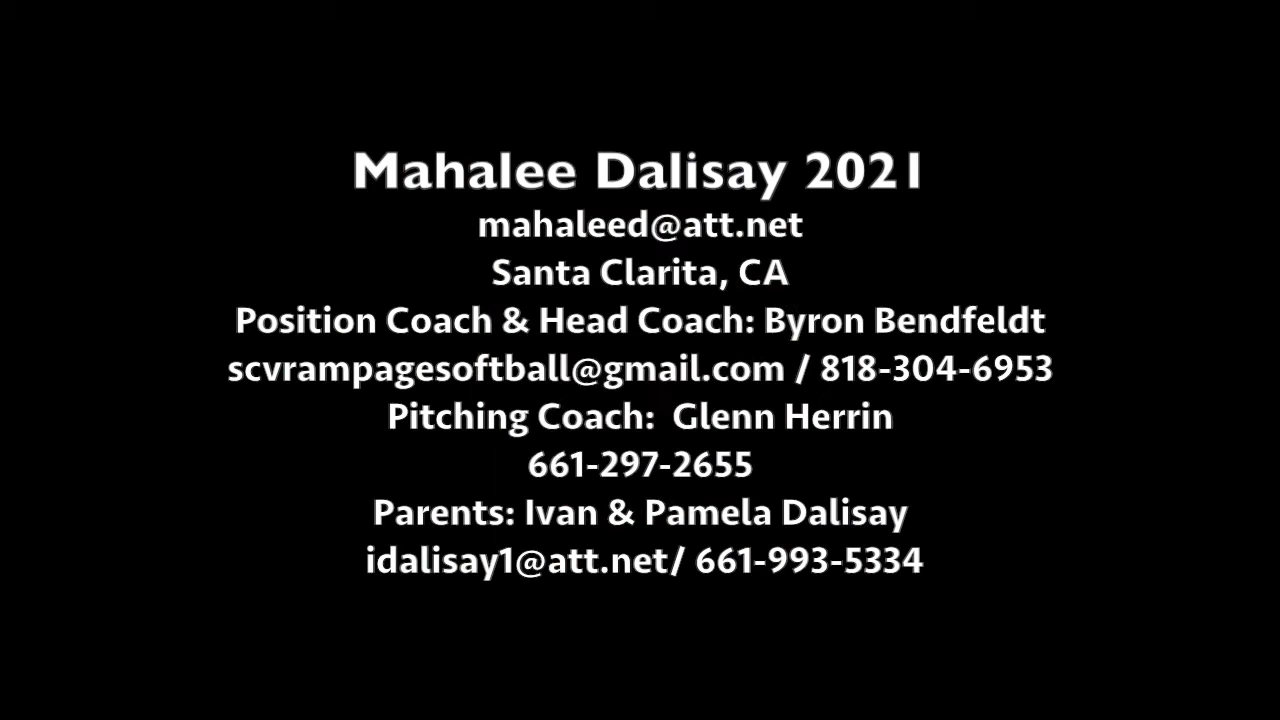 Mahalee Dalisay 2021
mahaleed@att.net
Santa Clarita, CA
Position Coach & Head Coach: Byron Bendfeldt
scvrampagesoftball@gmail.com / 818-304-6953
Pitching Coach:  Glenn Herrin
661-297-2655
Parents: Ivan & Pamela Dalisay
idalisay1@att.net/ 661-993-5334